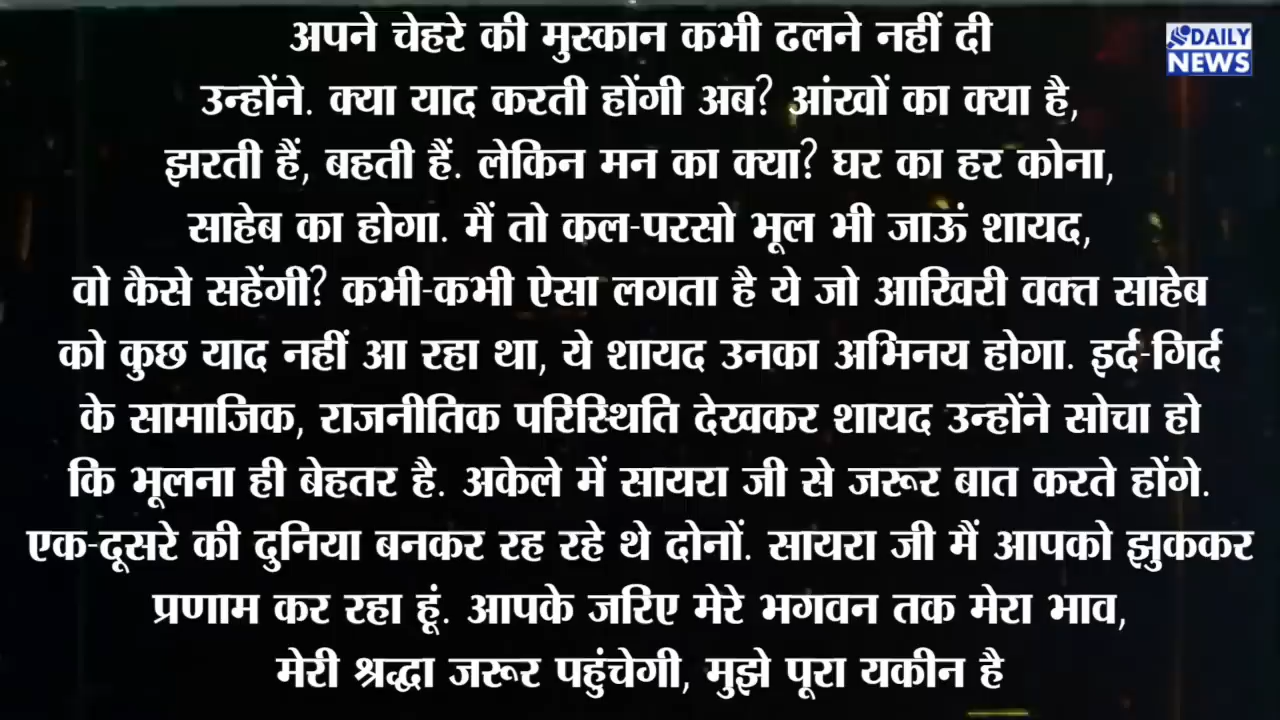 अपने चेहरे की मुस्कान कभी ढलने नहीं दी
DAILY
NEWS
उन्होंने. क्या याद करती होंगी अब? आंखों का क्या है,
झरती हैं, बहती हैं. लेकिन मन का क्या? घर का हर कोना,
साहेब का होगा. मैं तो कल-परसो भूल भी जाऊं शायद,
वो कैसे सहेंगी? कभी-कभी ऐसा लगता है ये जो आखिरी वक्त साहेब
को कुछ याद नहीं आ रहा था, ये शायद उनका अभिनय होगा. इर्द-गिर्द
के सामाजिक, राजनीतिक परिस्थिति देखकर शायद उन्होंने सोचा हो
कि भूलना ही बेहतर है. अकेले में सायरा जी से जरूर बात करते होंगे.
एक-दूसरे की दुनिया बनकर रह रहे थे दोनों. सायरा जी मैं आपको झुककर
प्रणाम कर रहा हूं. आपके जरिए मेरे भगवन तक मेरा भाव,
मेरी श्रद्धा जरूर पहुंचेगी, मुझे पूरा यकीन है